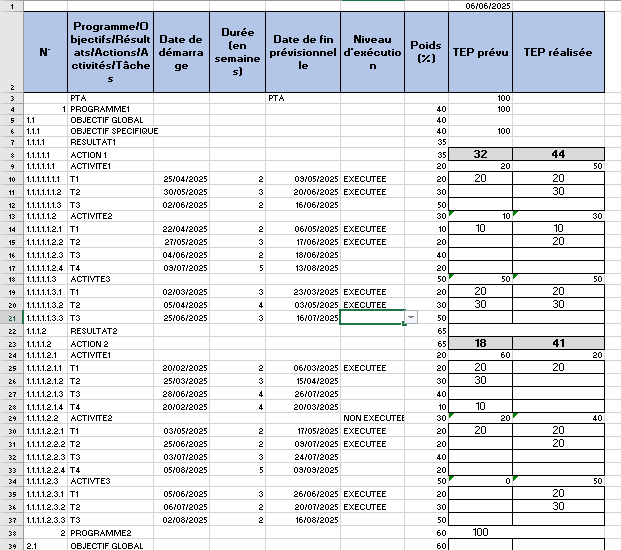 1 06/06/2025
2 N° Programme/Objectifs/Résultats/Actions/Activités/Tâches Date de démarrage Durée (en semaines) Date de fin prévisionnelle Niveau d'exécution Poids (%) TEP prévu TEP réalisée
3 PTA PTA 100
4 1 PROGRAMME1 40 100
5 1.1 OBJECTIF GLOBAL 40
6 1.1.1 OBJECTIF SPECIFIQUE 40 100
7 1.1.1.1 RESULTAT1 35
8 1.1.1.1.1 ACTION 1 35 32 44
9 1.1.1.1.1.1 ACTIVITE1 20 20 50
10 1.1.1.1.1.1.1 T1 25/04/2025 2 09/05/2025 EXECUTEE 20 20 20
11 1.1.1.1.1.1.2 T2 30/05/2025 3 20/06/2025 EXECUTEE 30 30
12 1.1.1.1.1.1.3 T3 02/06/2025 2 16/06/2025 50
13 1.1.1.1.1.2 ACTIVITE2 30 10 30
14 1.1.1.1.1.2.1 T1 22/04/2025 2 06/05/2025 EXECUTEE 10 10 10
15 1.1.1.1.1.2.2 T2 27/05/2025 3 17/06/2025 EXECUTEE 20 20
16 1.1.1.1.1.2.3 T3 04/06/2025 2 18/06/2025 40
17 1.1.1.1.1.2.4 T4 09/07/2025 5 13/08/2025 20
18 1.1.1.1.1.3 ACTIVTE3 50 50 50
19 1.1.1.1.1.3.1 T1 02/03/2025 3 23/03/2025 EXECUTEE 20 20 20
20 1.1.1.1.1.3.2 T2 05/04/2025 4 03/05/2025 EXECUTEE 30 30 30
21 1.1.1.1.1.3.3 T3 25/06/2025 3 16/07/2025 50
22 1.1.1.2 RESULTAT2 65
23 1.1.1.1.2 ACTION 2 65 18 41
24 1.1.1.1.2.1 ACTIVITE1 20 60 20
25 1.1.1.1.2.1.1 T1 20/02/2025 2 06/03/2025 EXECUTEE 20 20 20
26 1.1.1.1.2.1.2 T2 25/03/2025 3 15/04/2025 30 30
27 1.1.1.1.2.1.3 T3 28/06/2025 4 26/07/2025 40
28 1.1.1.1.2.1.4 T4 20/02/2025 4 20/03/2025 10 10
29 1.1.1.1.2.2 ACTIVITE2 NON EXECUTEE 30 20 40
30 1.1.1.1.2.2.1 T1 03/05/2025 2 17/05/2025 EXECUTEE 20 20 20
31 1.1.1.1.2.2.2 T2 25/06/2025 2 09/07/2025 EXECUTEE 20 20
32 1.1.1.1.2.2.3 T3 03/07/2025 3 24/07/2025 40
33 1.1.1.1.2.2.4 T4 05/08/2025 5 09/09/2025 20
34 1.1.1.1.2.3 ACTIVTE3 50 0 50
35 1.1.1.1.2.3.1 T1 05/06/2025 3 26/06/2025 EXECUTEE 20 20
36 1.1.1.1.2.3.2 T2 06/07/2025 2 20/07/2025 EXECUTEE 30 30
37 1.1.1.1.2.3.3 T3 02/08/2025 2 16/08/2025 50
38 2 PROGRAMME2 60 100
39 2.1 OBJECTIF GLOBAL 60